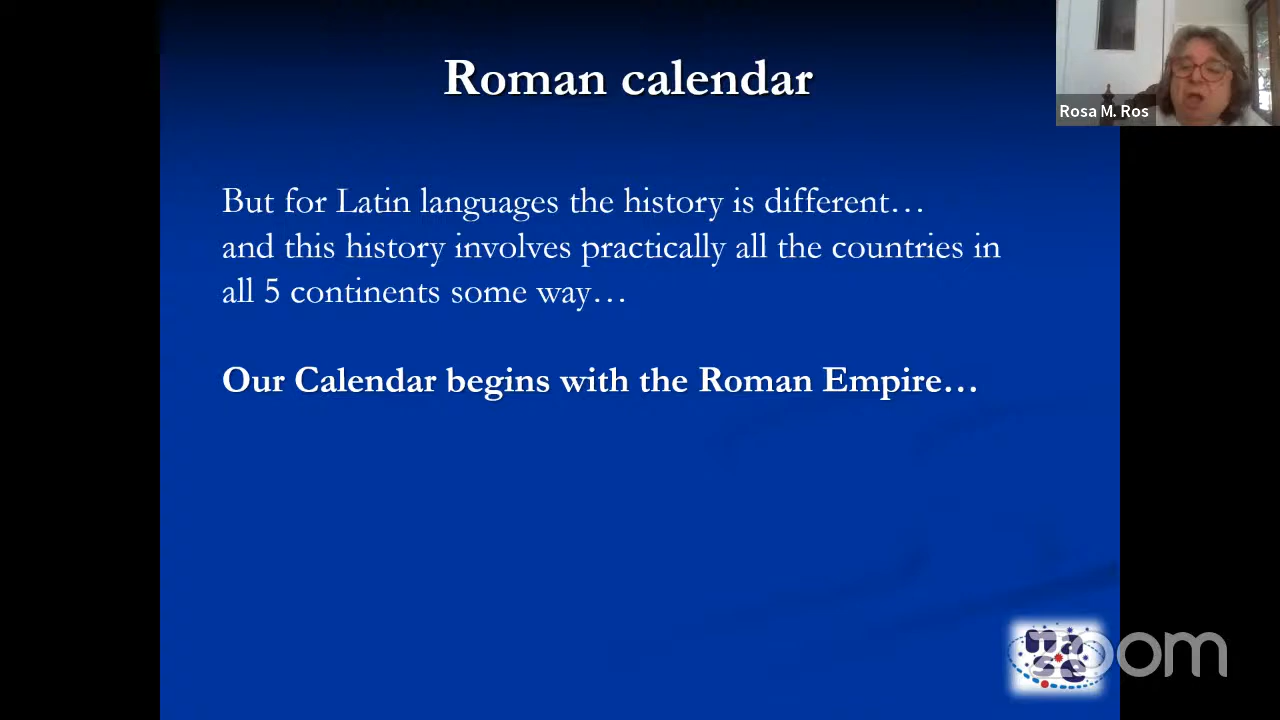 Roman calendar
Rosa M. Ros
But for Latin languages the history is different…
and this history involves practically all the countries in
all 5 continents some way…
Our Calendar begins with the Roman Empire…
zoom